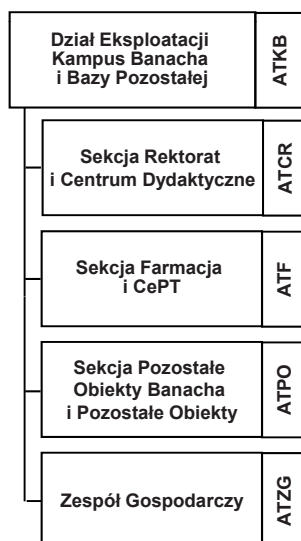 Dział Eksploatacji
Kampus Banacha
i Bazy Pozostałej
ATKB
Sekcja Rektorat
i Centrum Dydaktyczne
ATCR
Sekcja Farmacja
i CePT
ATF
Sekcja Pozostałe
Obiekty Banacha
i Pozostałe Obiekty
ATPO
Zespół Gospodarczy
ATZG